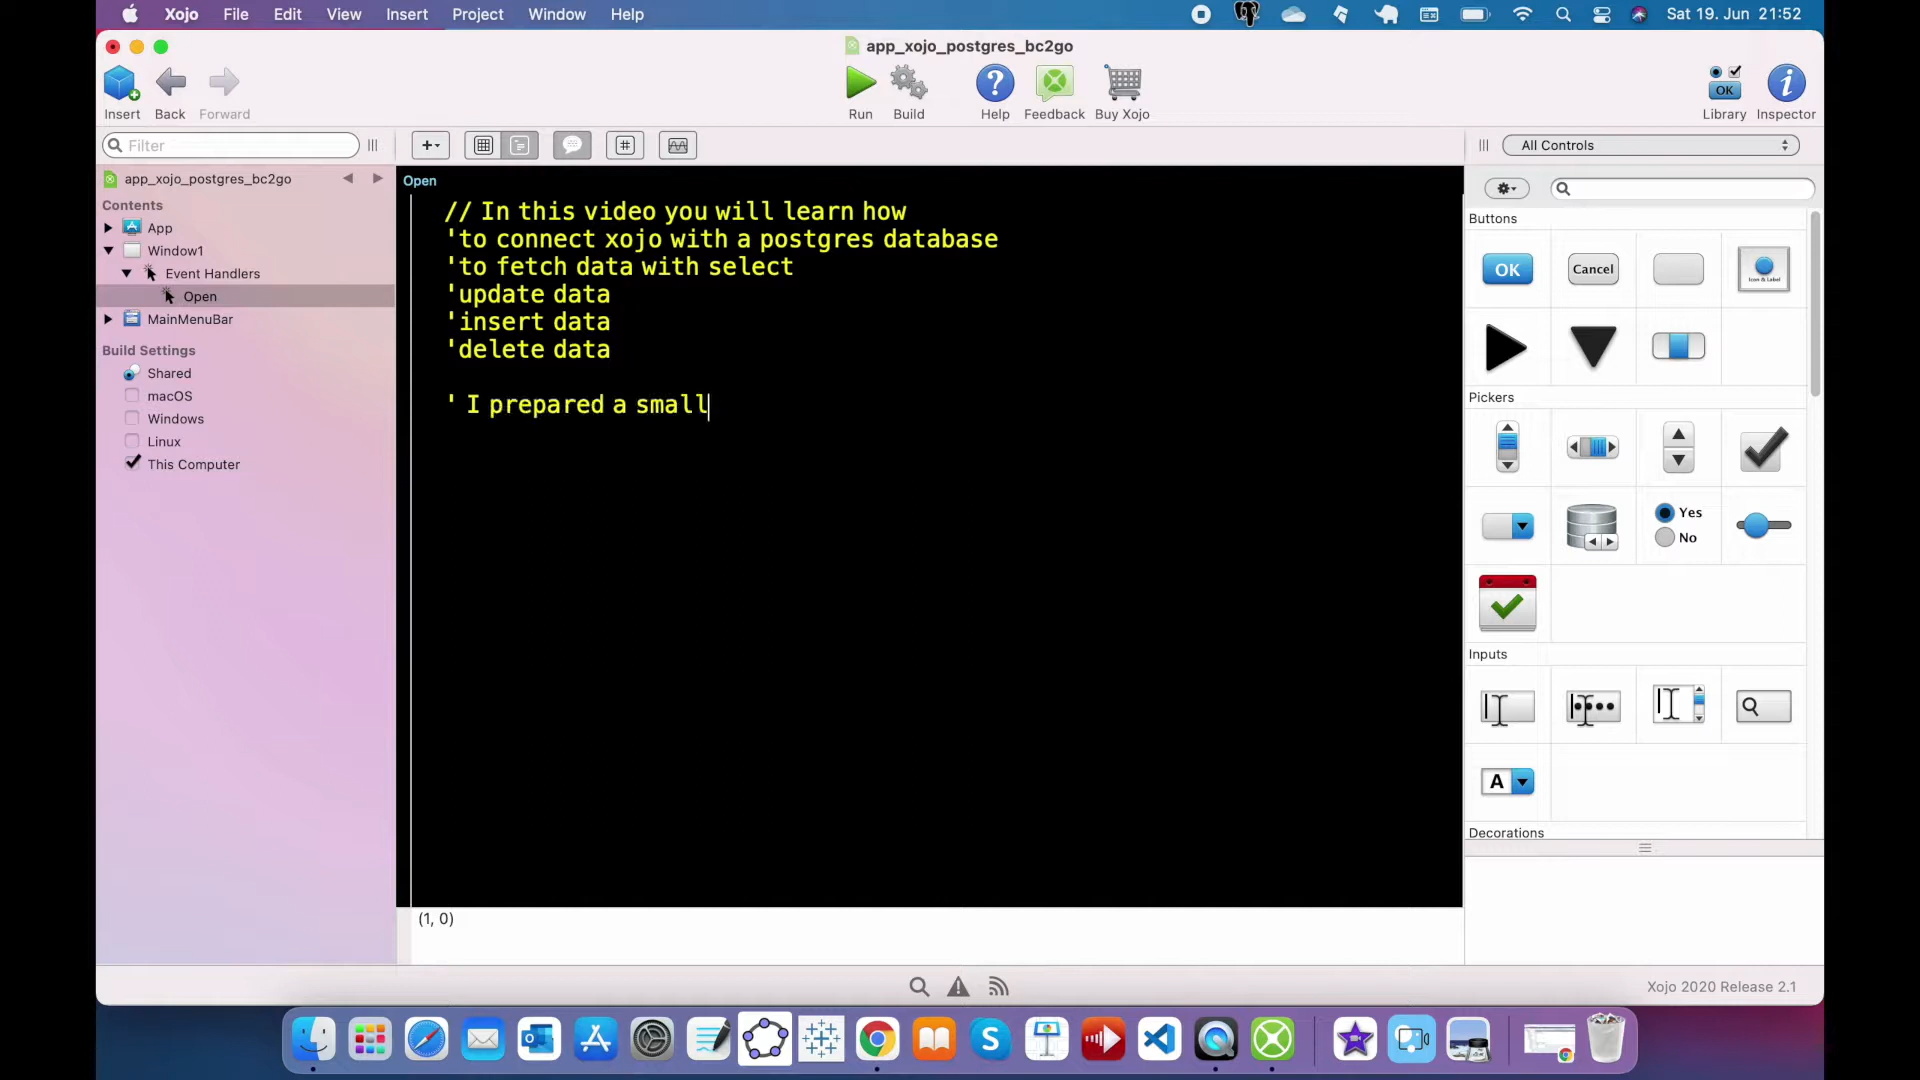 Xojo File Edit View Insert Project Window Help Sat 19. Jun 21:52
app_xojo_postgres_bc2go
Insert Back Forward Run Build Help Feedback Buy Xojo OK Library Inspector
Filter
All Controls
app_xojo_postgres_bc2go
Contents
App
Window1
Event Handlers
Open
MainMenuBar
Build Settings
Shared
macOS
Windows
Linux
This Computer
Open
// In this video you will learn how
'to connect xojo with a postgres database
'to fetch data with select
'update data
'insert data
'delete data
' I prepared a small
(1, 0)
Buttons
OK Cancel Icon & Label
Pickers
Yes
No
Inputs
A
Decorations
Xojo 2020 Release 2.1